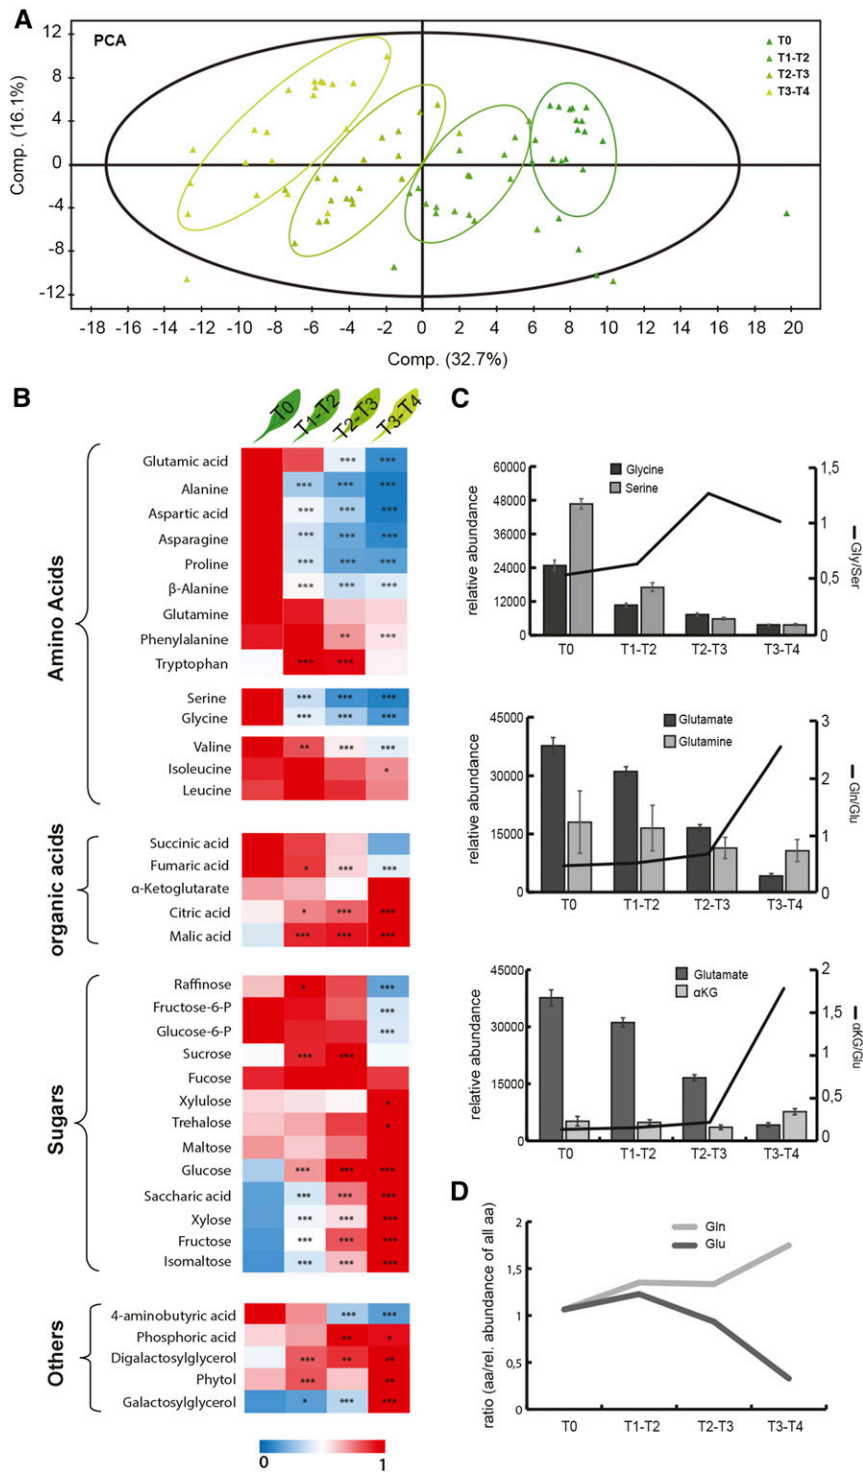 A
PCA
Comp. (16.1%)
12
8
4
0
-4
-8
-12
T0
T1-T2
T2-T3
T3-T4
-18 -16 -14 -12 -10 -8 -6 -4 -2 0 2 4 6 8 10 12 14 16 18 20
Comp. (32.7%)
B
T0 T1-T2 T2-T3 T3-T4
Amino Acids
Glutamic acid *** ***
Alanine *** *** ***
Aspartic acid *** *** ***
Asparagine *** *** ***
Proline *** *** ***
β-Alanine *** *** ***
Glutamine
Phenylalanine ** ***
Tryptophan *** ***
Serine *** *** ***
Glycine *** *** ***
Valine ** *** ***
Isoleucine *
Leucine
organic acids
Succinic acid
Fumaric acid * *** ***
α-Ketoglutarate
Citric acid * *** ***
Malic acid *** *** ***
Sugars
Raffinose * ***
Fructose-6-P ***
Glucose-6-P ***
Sucrose *** ***
Fucose
Xylulose *
Trehalose *
Maltose
Glucose *** *** ***
Saccharic acid *** *** ***
Xylose *** *** ***
Fructose *** *** ***
Isomaltose *** *** ***
Others
4-aminobutyric acid *** ***
Phosphoric acid ** *
Digalactosylglycerol *** ** **
Phytol *** **
Galactosylglycerol * *** ***
0 1
C
relative abundance
60000
48000
36000
24000
12000
0
Glycine
Serine
1,5
1
0,5
0
Gly/Ser
T0 T1-T2 T2-T3 T3-T4
relative abundance
45000
30000
15000
0
Glutamate
Glutamine
3
2
1
0
Gln/Glu
T0 T1-T2 T2-T3 T3-T4
relative abundance
45000
30000
15000
0
Glutamate
αKG
2
1,5
1
0,5
0
αKG/Glu
T0 T1-T2 T2-T3 T3-T4
D
ratio (aa/rel. abundance of all aa)
2
1,5
1
0,5
0
Gln
Glu
T0 T1-T2 T2-T3 T3-T4